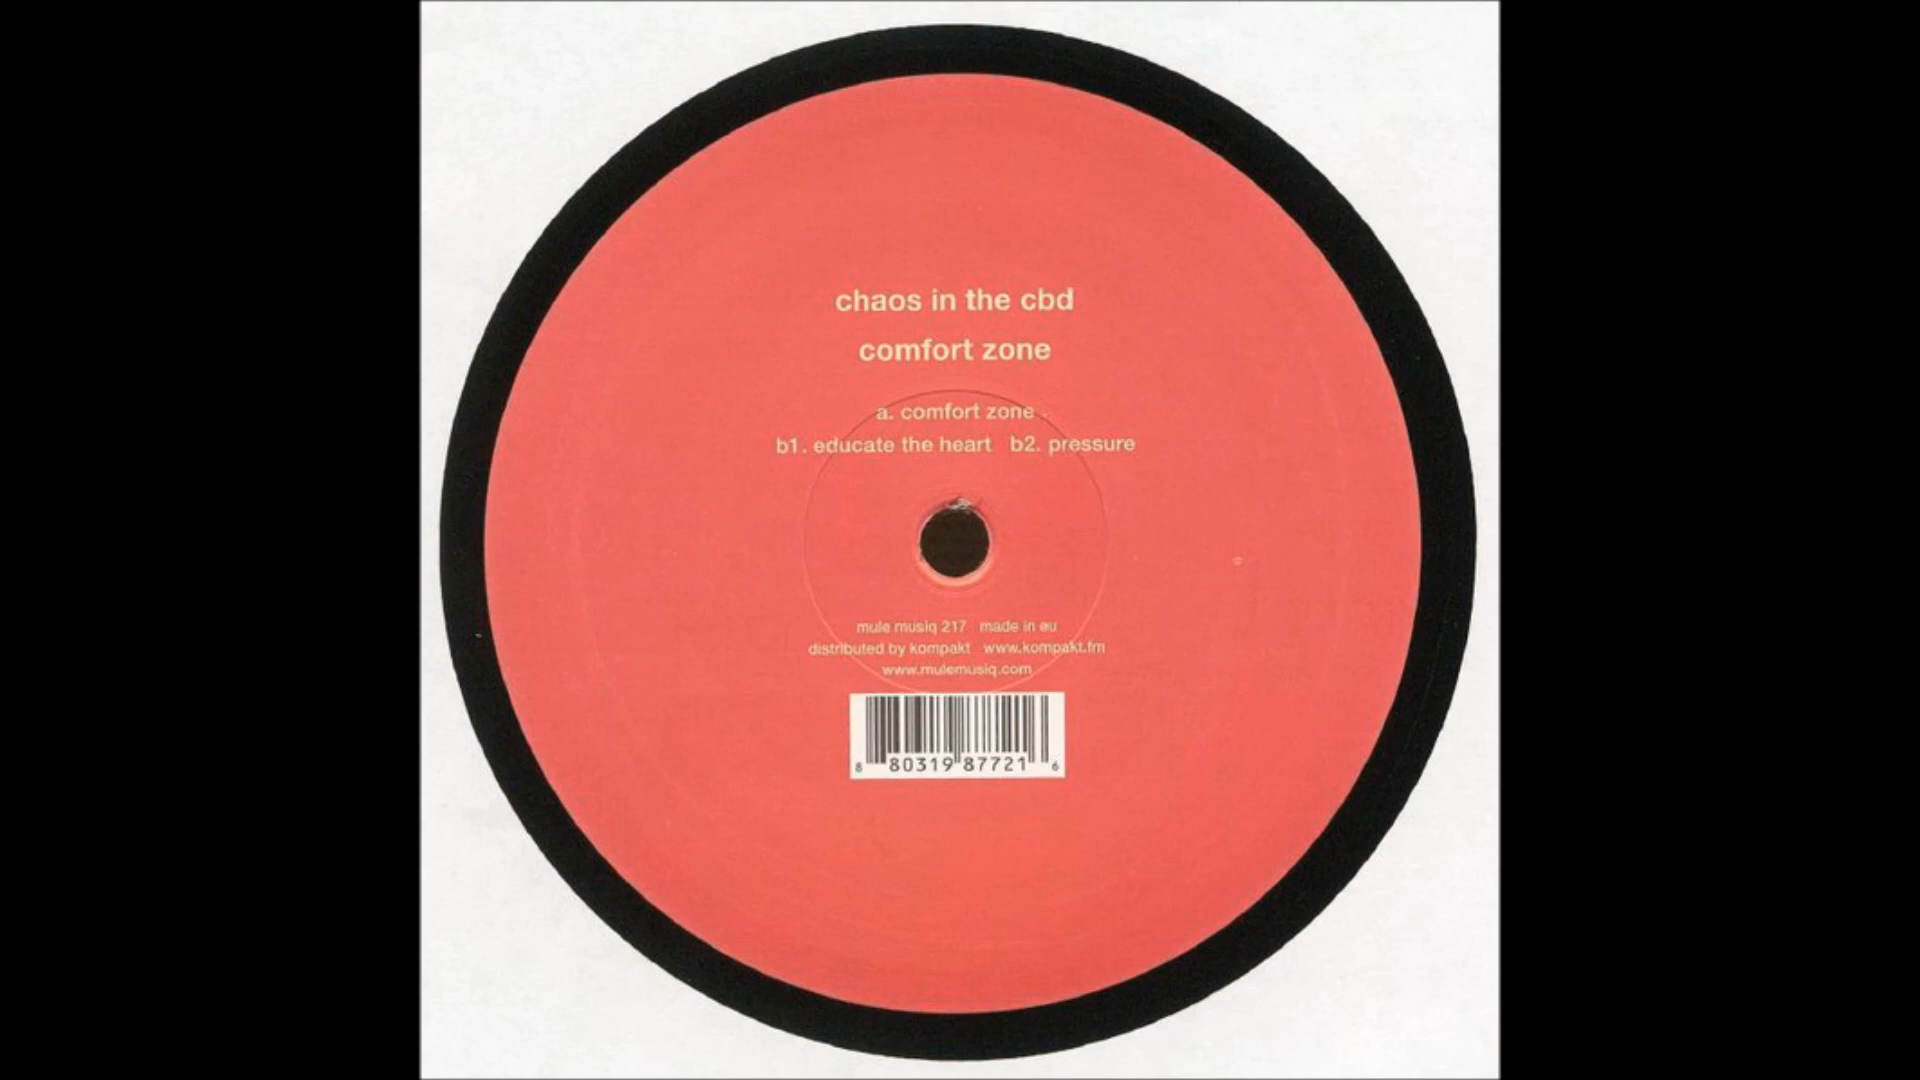 chaos in the cbd
comfort zone
a. comfort zone
b1. educate the heart b2. pressure
mule musiq 217 made in eu
distributed by kompakt www.kompakt.fm
www.mulemusiq.com
8 80319 87721 6